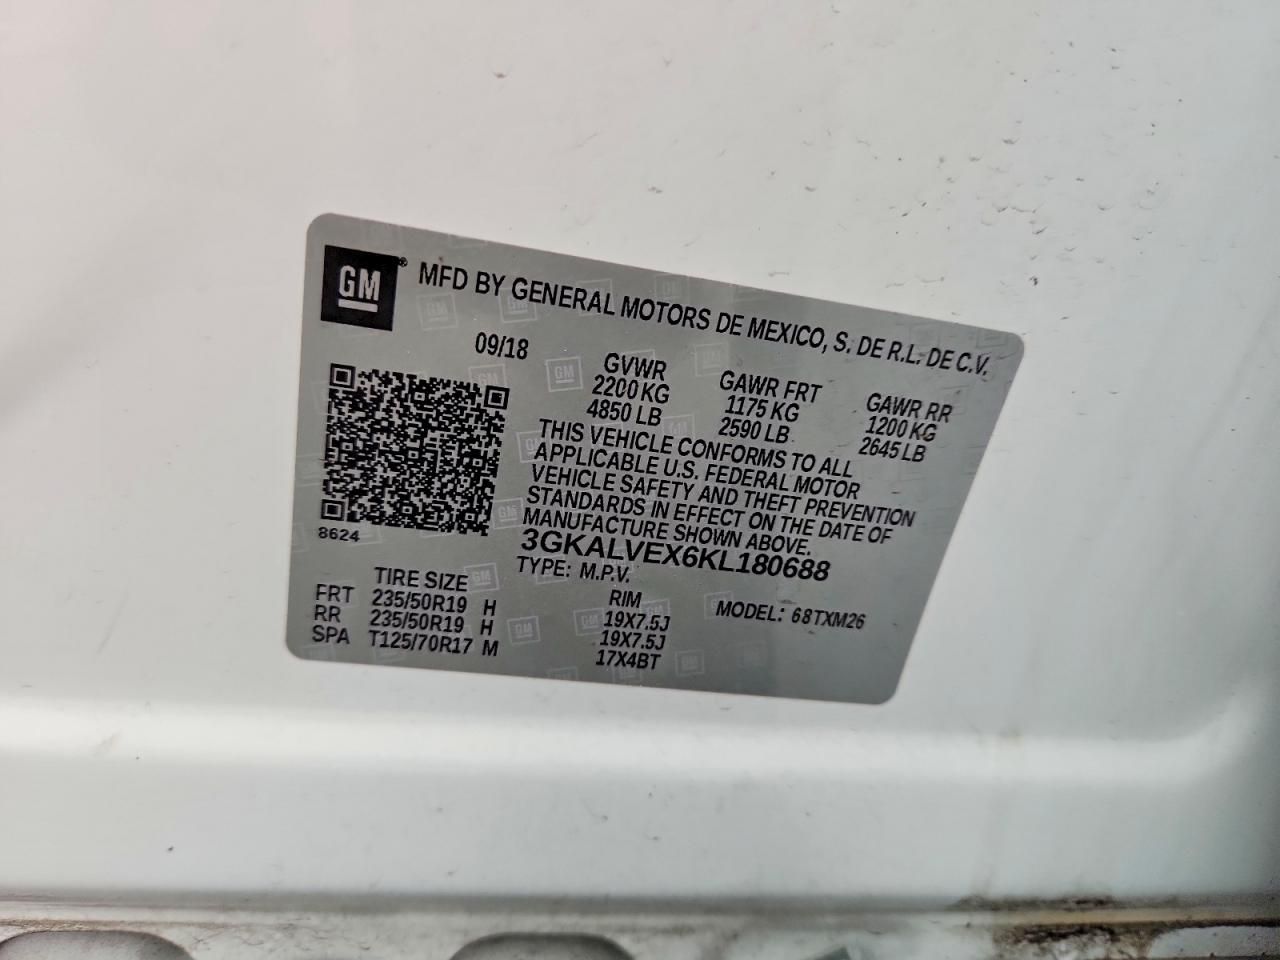 GM ® MFD BY GENERAL MOTORS DE MEXICO, S. DE R.L. DE C.V.
09/18 GVWR GAWR FRT GAWR RR
2200 KG 1175 KG 1200 KG
4850 LB 2590 LB 2645 LB
THIS VEHICLE CONFORMS TO ALL
APPLICABLE U.S. FEDERAL MOTOR
VEHICLE SAFETY AND THEFT PREVENTION
STANDARDS IN EFFECT ON THE DATE OF
MANUFACTURE SHOWN ABOVE.
8624
3GKALVEX6KL180688
TYPE: M.P.V. MODEL: 68TXM26
TIRE SIZE RIM
FRT 235/50R19 H 19X7.5J
RR 235/50R19 H 19X7.5J
SPA T125/70R17 M 17X4BT